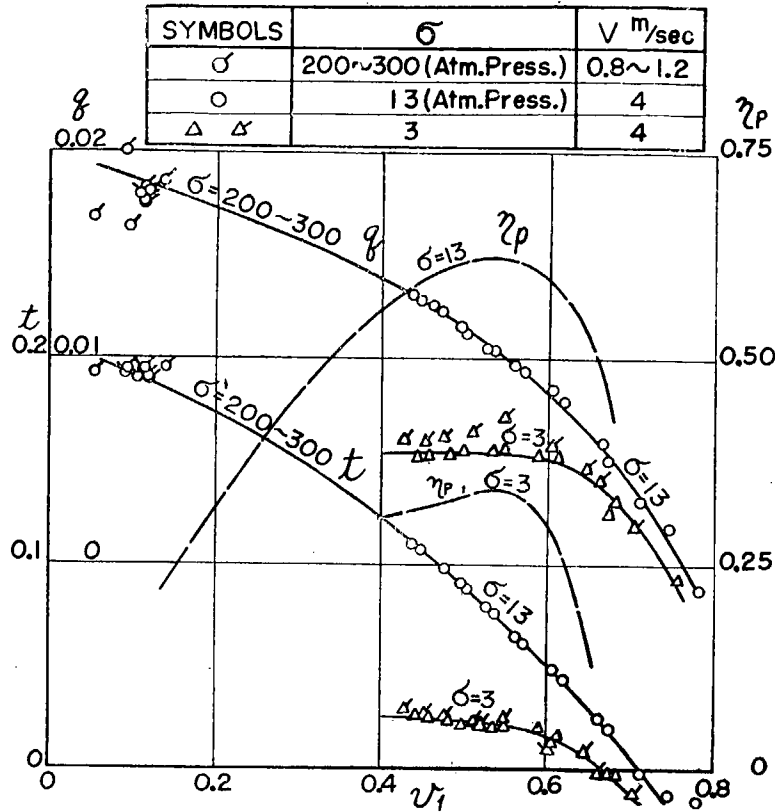 SYMBOLS σ V m/sec
200~300 (Atm.Press.) 0.8~1.2
13 (Atm.Press.) 4
3 4
q ηp
0.02 0.75
σ=200~300 q σ=13 ηp
t
0.2 0.01 0.50
σ=200~300 t σ=3
ηp, σ=3 σ=13
0.1 0 0.25
σ=13
σ=3
0 0
0 0.2 0.4 0.6 0.8
v1